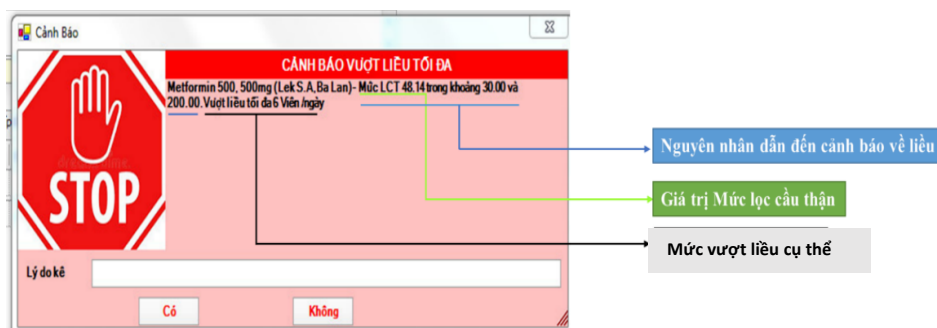 Cảnh Báo
CẢNH BÁO VƯỢT LIỀU TỐI ĐA
Metformin 500, 500mg (Lek S.A, Ba Lan)- Mức LCT 48.14 trong khoảng 30.00 và
200.00. Vượt liều tối đa 6 Viên /ngày
STOP
Lý do kê
Có
Không
Nguyên nhân dẫn đến cảnh báo về liều
Giá trị Mức lọc cầu thận
Mức vượt liều cụ thể